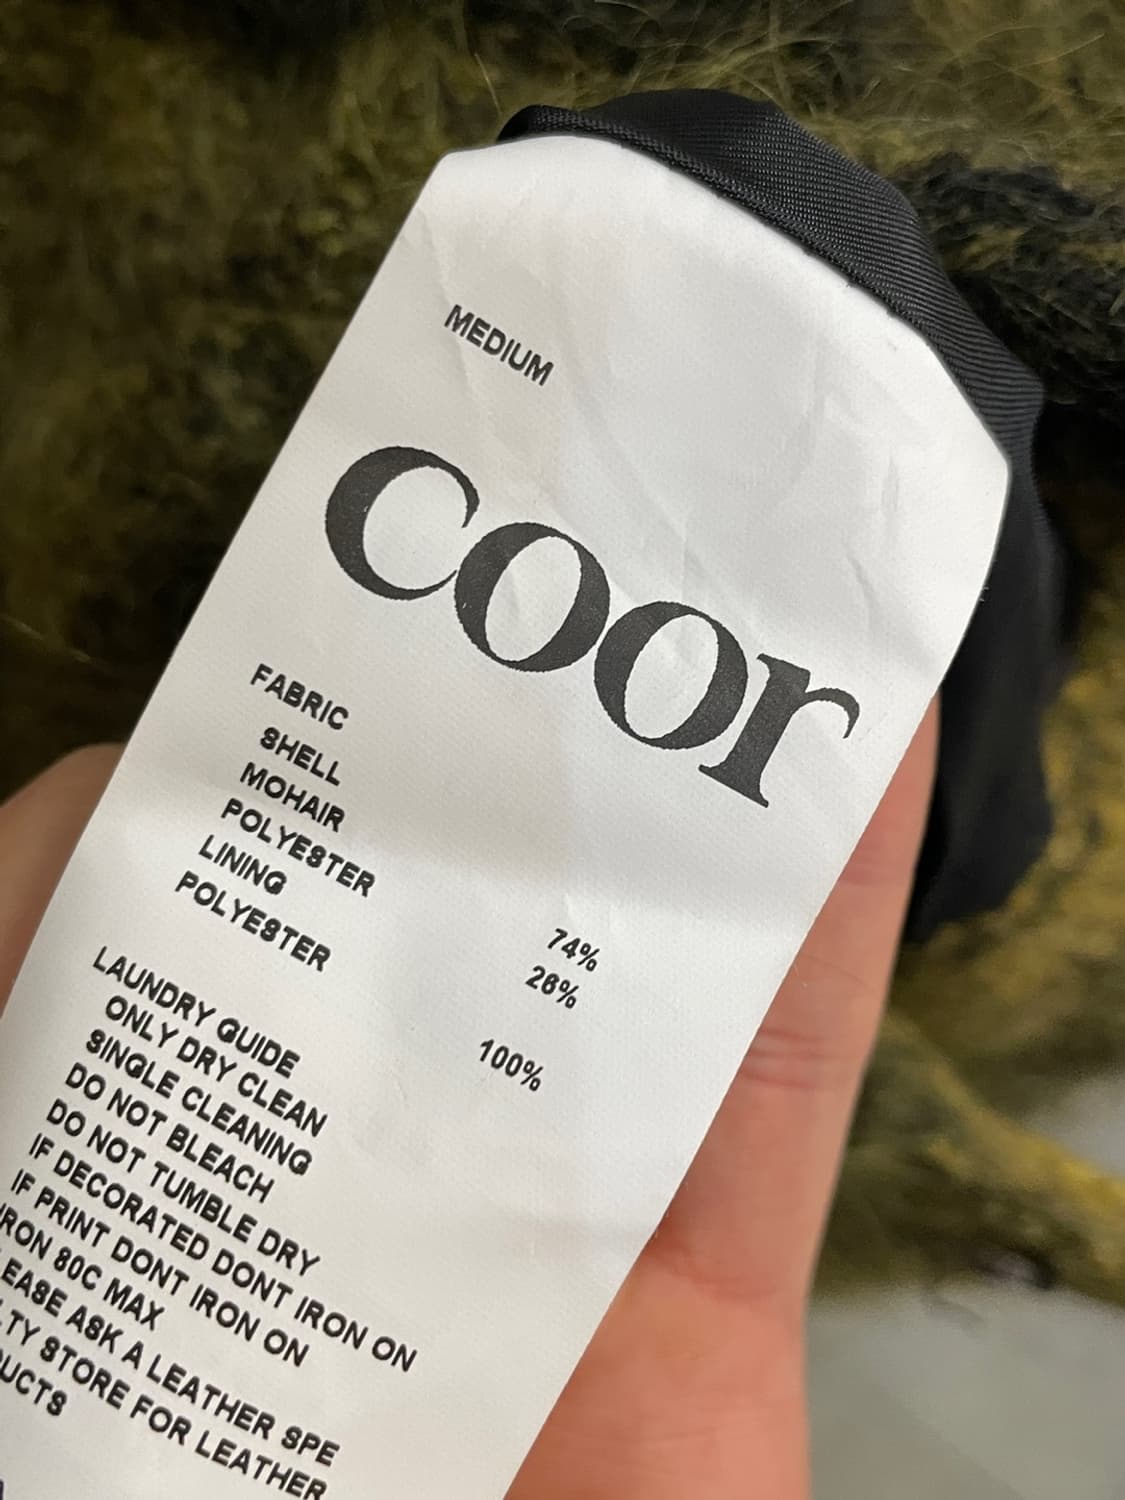 MEDIUM
coor
FABRIC
SHELL
MOHAIR 74%
POLYESTER 26%
LINING
POLYESTER 100%
LAUNDRY GUIDE
ONLY DRY CLEAN
SINGLE CLEANING
DO NOT BLEACH
DO NOT TUMBLE DRY
IF DECORATED DONT IRON ON
IF PRINT DONT IRON ON
IRON 80C MAX
LEASE ASK A LEATHER SPE
LTY STORE FOR LEATHER
UCTS